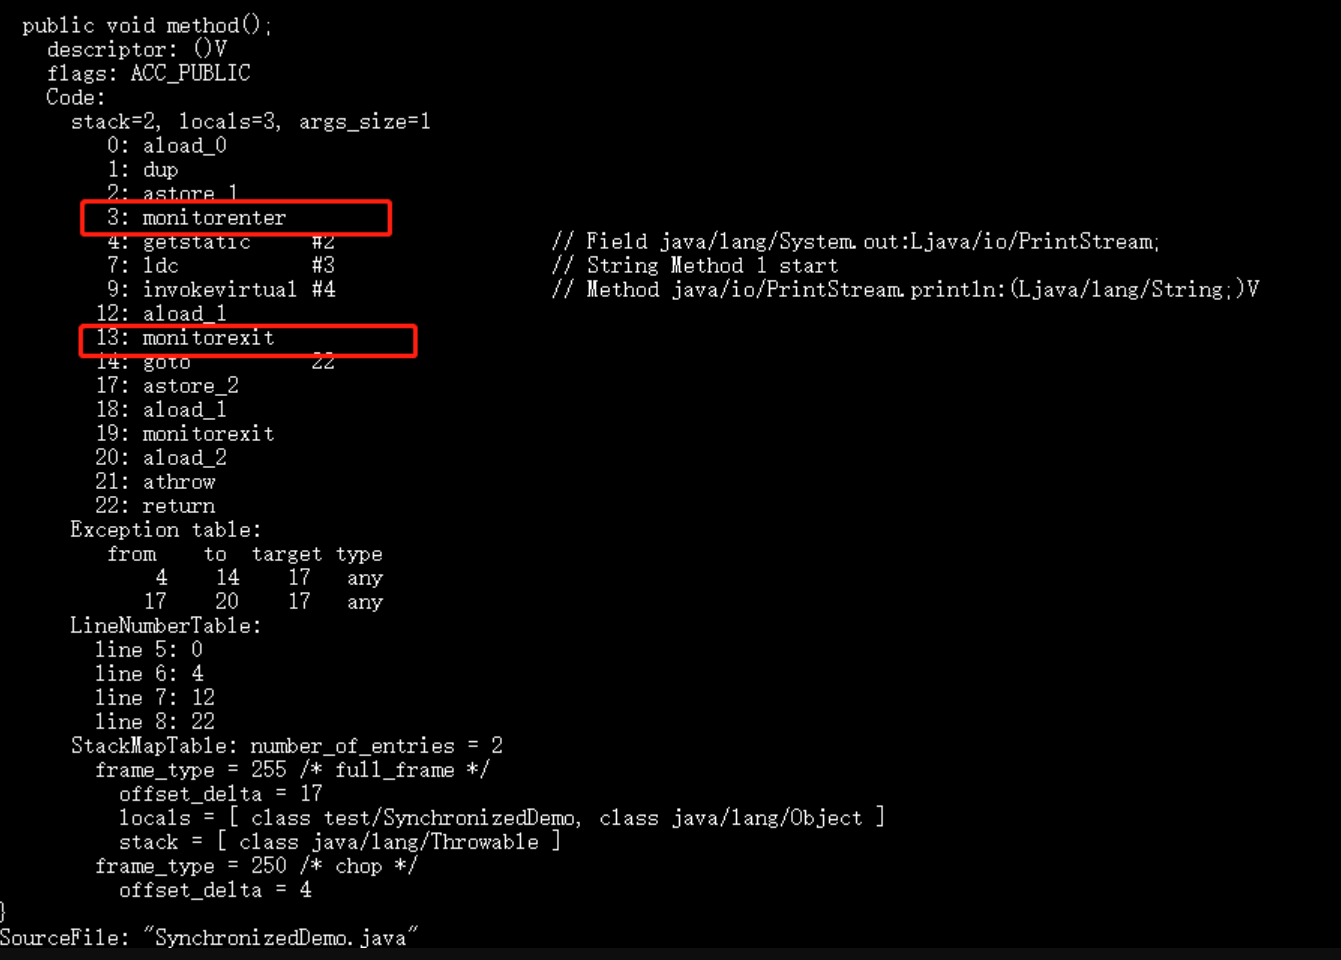 public void method();
descriptor: ()V
flags: ACC_PUBLIC
Code:
stack=2, locals=3, args_size=1
0: aload_0
1: dup
2: astore_1
3: monitorenter
4: getstatic #2 // Field java/lang/System.out:Ljava/io/PrintStream;
7: ldc #3 // String Method 1 start
9: invokevirtual #4 // Method java/io/PrintStream.println:(Ljava/lang/String;)V
12: aload_1
13: monitorexit
14: goto 22
17: astore_2
18: aload_1
19: monitorexit
20: aload_2
21: athrow
22: return
Exception table:
from to target type
4 14 17 any
17 20 17 any
LineNumberTable:
line 5: 0
line 6: 4
line 7: 12
line 8: 22
StackMapTable: number_of_entries = 2
frame_type = 255 /* full_frame */
offset_delta = 17
locals = [ class test/SynchronizedDemo, class java/lang/Object ]
stack = [ class java/lang/Throwable ]
frame_type = 250 /* chop */
offset_delta = 4
}
SourceFile: "SynchronizedDemo.java"